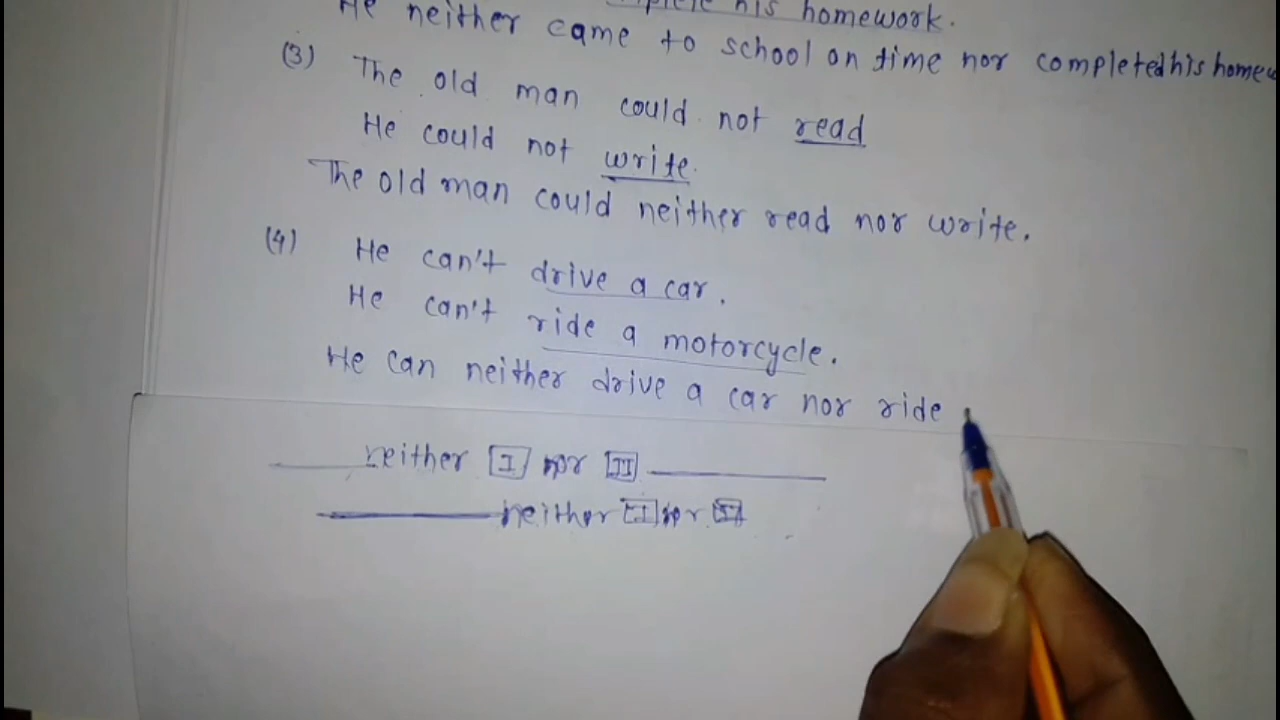 his homework.
He neither came to school on time nor completed his
(3) The old man could not read
He could not write.
The old man could neither read nor write.
(4) He can't drive a car.
He can't ride a motorcycle.
He can neither drive a car nor ride
neither I nor II
neither I nor II